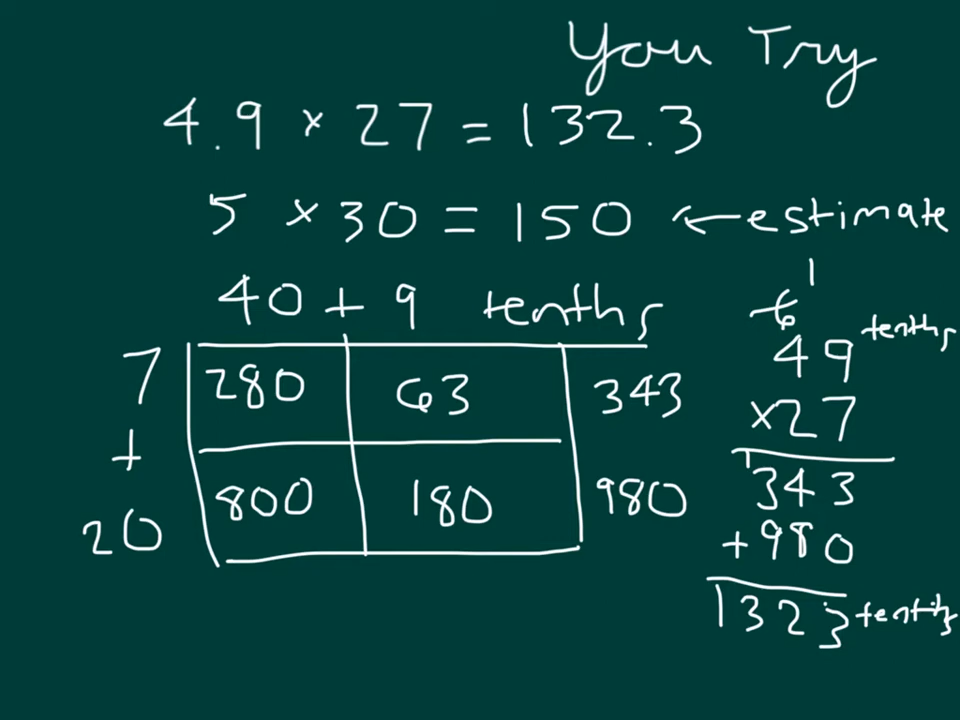 You Try
4.9 × 27 = 132.3
5 × 30 = 150 ← estimate
40 + 9 tenths
7 280 63 343
+
20 800 180 980
1
6
49 tenths
×27
1
343
+980
1323 tenths